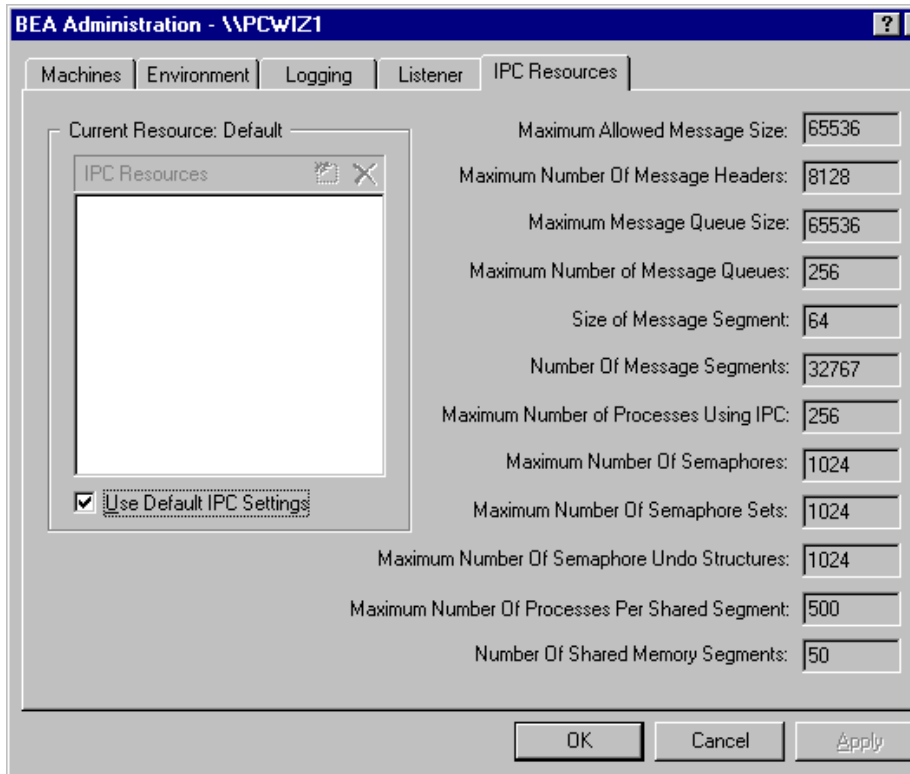 BEA Administration - \\PCWIZ1 ?
Machines Environment Logging Listener IPC Resources
Current Resource: Default
IPC Resources
Use Default IPC Settings
Maximum Allowed Message Size: 65536
Maximum Number Of Message Headers: 8128
Maximum Message Queue Size: 65536
Maximum Number of Message Queues: 256
Size of Message Segment: 64
Number Of Message Segments: 32767
Maximum Number of Processes Using IPC: 256
Maximum Number Of Semaphores: 1024
Maximum Number Of Semaphore Sets: 1024
Maximum Number Of Semaphore Undo Structures: 1024
Maximum Number Of Processes Per Shared Segment: 500
Number Of Shared Memory Segments: 50
OK Cancel Apply